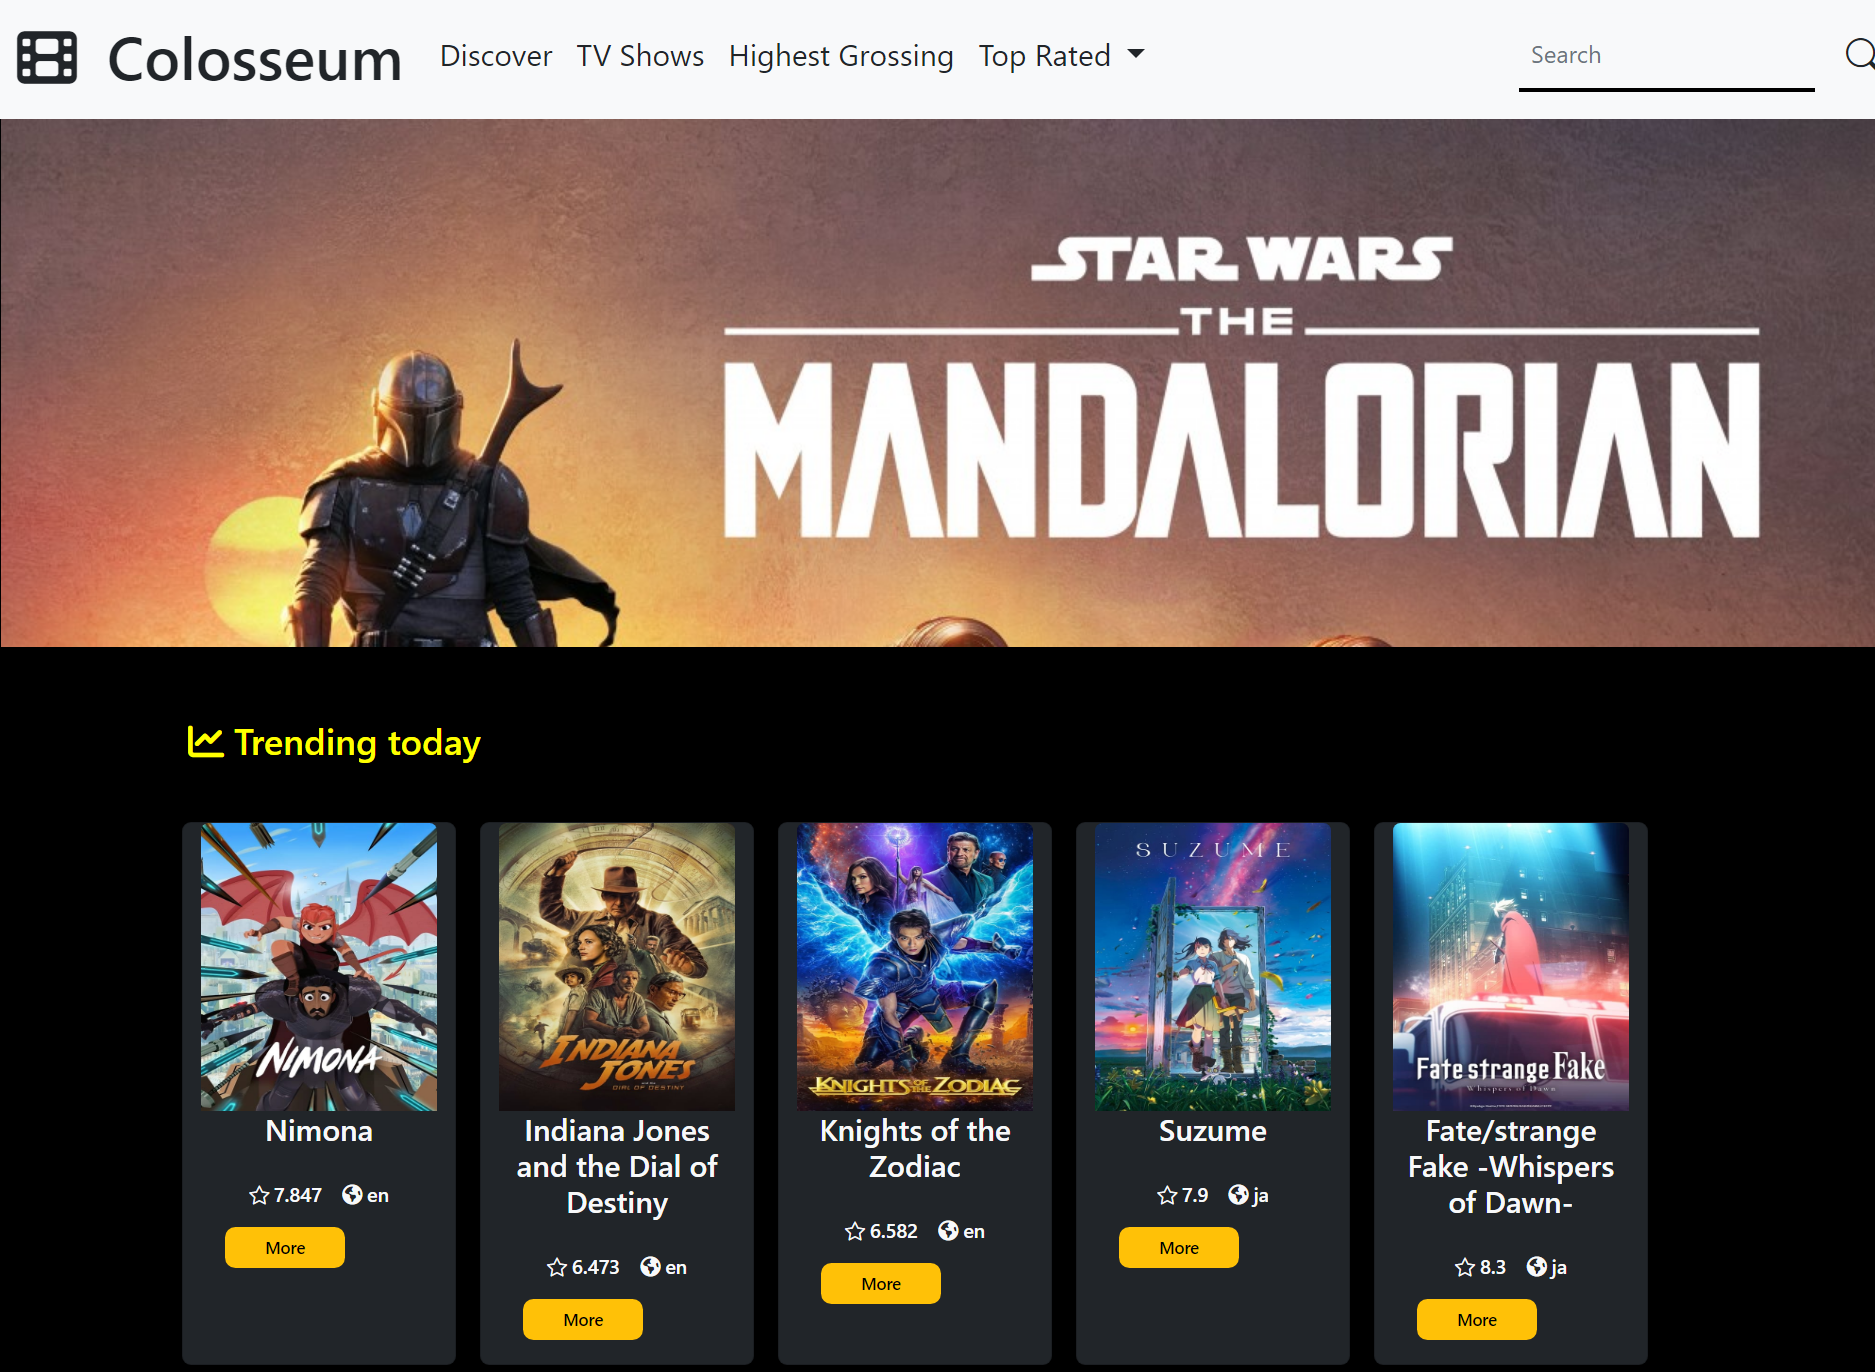 Colosseum
Discover TV Shows Highest Grossing Top Rated
Search
STAR WARS
THE
MANDALORIAN
Trending today
NIMONA
Nimona
7.847 en
More
INDIANA
JONES
AND THE
DIAL OF DESTINY
Indiana Jones
and the Dial of
Destiny
6.473 en
More
KNIGHTS OF THE ZODIAC
Knights of the
Zodiac
6.582 en
More
SUZUME
Suzume
7.9 ja
More
Fate strange Fake
Whispers of Dawn
Fate/strange
Fake -Whispers
of Dawn-
8.3 ja
More